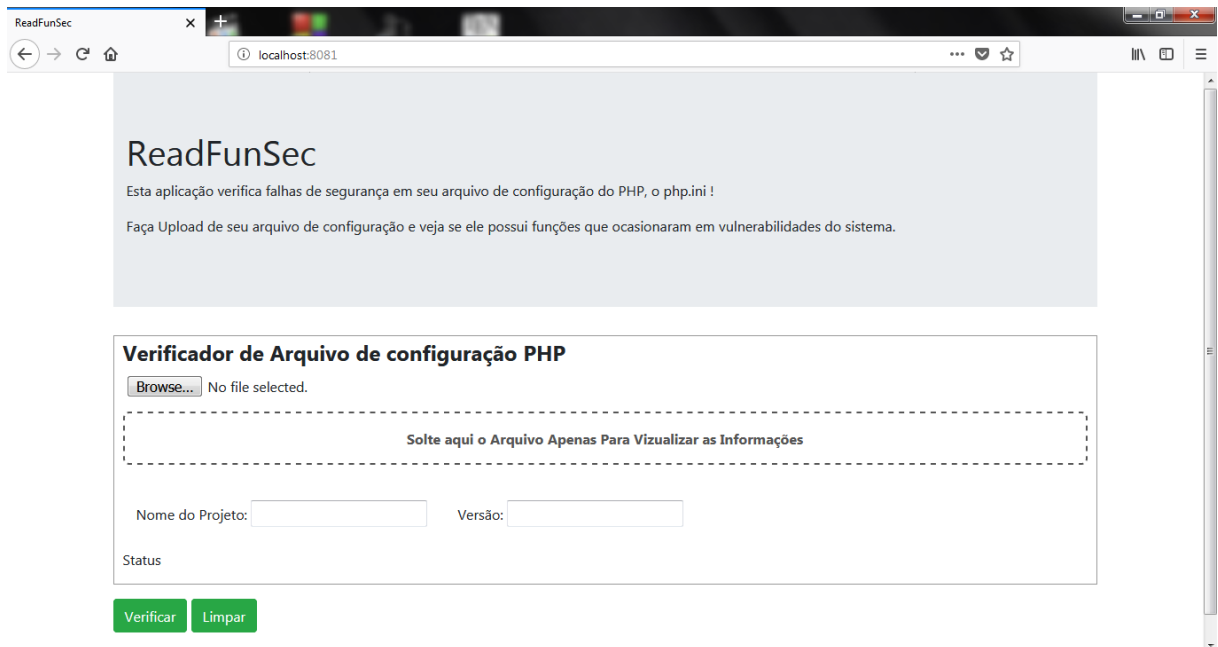 ReadFunSec
localhost:8081
ReadFunSec
Esta aplicação verifica falhas de segurança em seu arquivo de configuração do PHP, o php.ini !
Faça Upload de seu arquivo de configuração e veja se ele possui funções que ocasionaram em vulnerabilidades do sistema.
Verificador de Arquivo de configuração PHP
Browse... No file selected.
Solte aqui o Arquivo Apenas Para Vizualizar as Informações
Nome do Projeto: Versão:
Status
Verificar Limpar